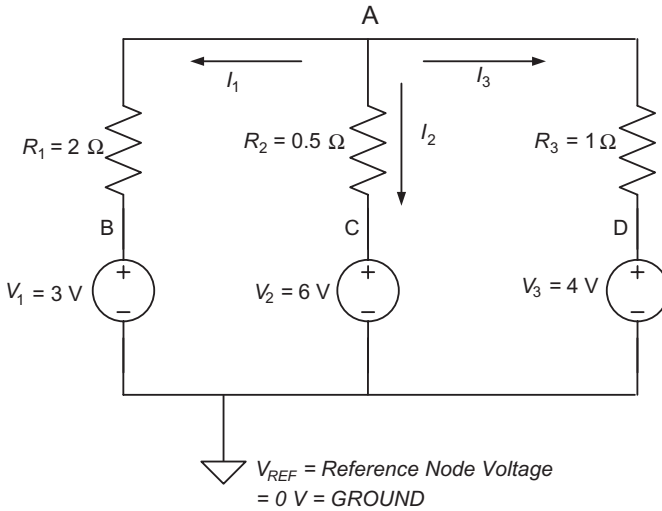 A
I₁
I₃
R₁ = 2 Ω
R₂ = 0.5 Ω
I₂
R₃ = 1 Ω
B
C
D
V₁ = 3 V
+
−
V₂ = 6 V
+
−
V₃ = 4 V
+
−
V_REF = Reference Node Voltage
= 0 V = GROUND